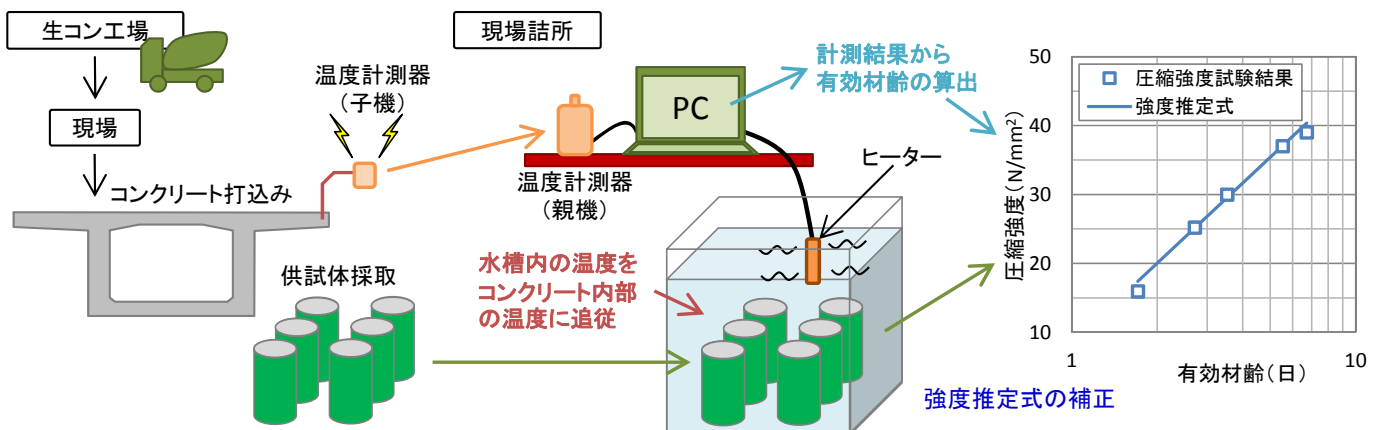 生コン工場
現場
コンクリート打込み
温度計測器
（子機）
現場詰所
PC
温度計測器
（親機）
計測結果から
有効材齢の算出
ヒーター
供試体採取
水槽内の温度を
コンクリート内部
の温度に追従
強度推定式の補正
圧縮強度（N/mm²）
50
40
30
20
10
圧縮強度試験結果
強度推定式
1
10
有効材齢（日）